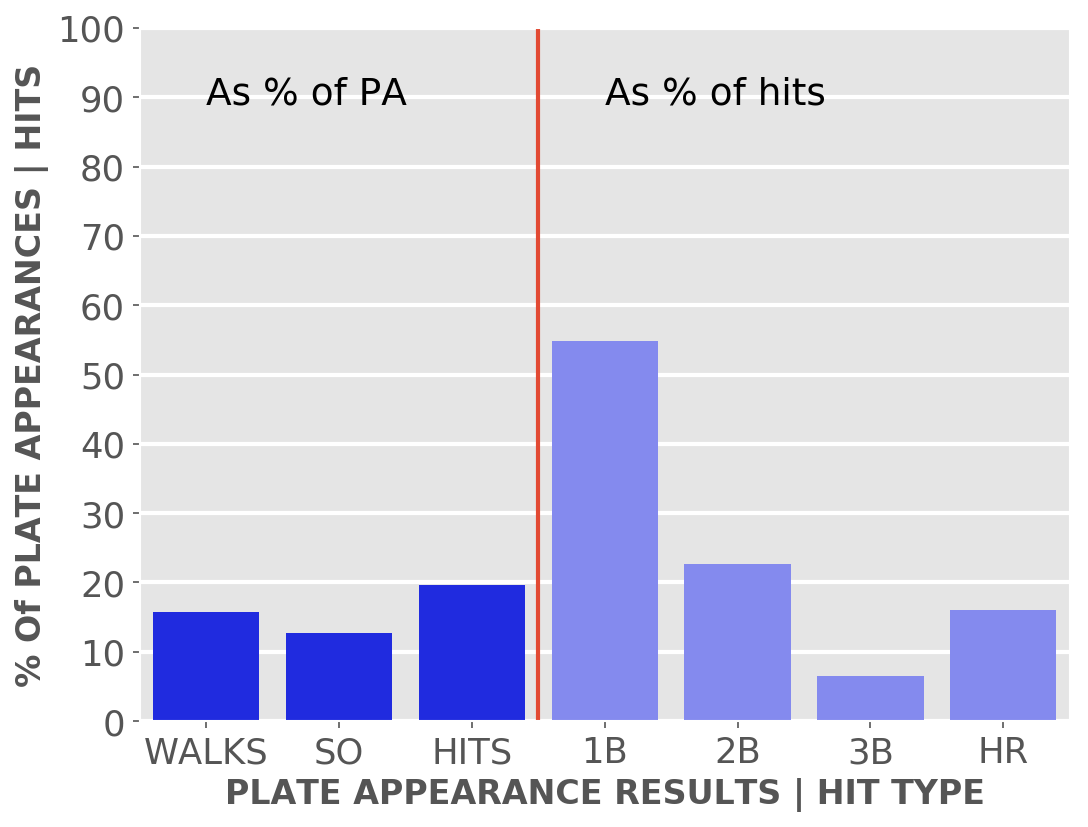 100
90
80
70
60
50
40
30
20
10
0
% Of PLATE APPEARANCES | HITS
As % of PA
As % of hits
WALKS SO HITS 1B 2B 3B HR
PLATE APPEARANCE RESULTS | HIT TYPE